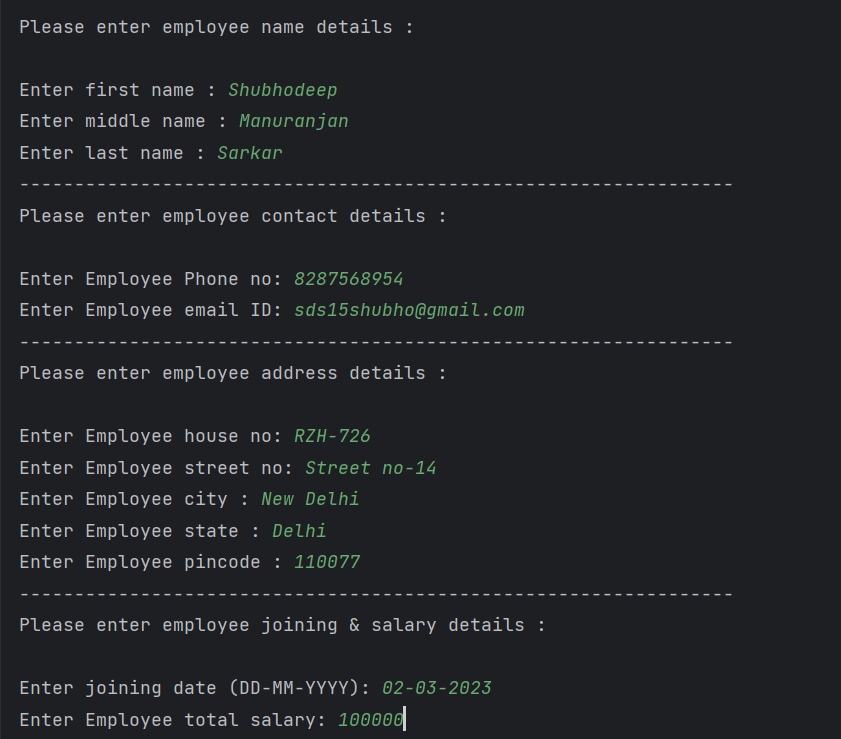 Please enter employee name details :
Enter first name : Shubhodeep
Enter middle name : Manuranjan
Enter last name : Sarkar
-----------------------------------------------------------------
Please enter employee contact details :
Enter Employee Phone no: 8287568954
Enter Employee email ID: sds15shubho@gmail.com
-----------------------------------------------------------------
Please enter employee address details :
Enter Employee house no: RZH-726
Enter Employee street no: Street no-14
Enter Employee city : New Delhi
Enter Employee state : Delhi
Enter Employee pincode : 110077
-----------------------------------------------------------------
Please enter employee joining & salary details :
Enter joining date (DD-MM-YYYY): 02-03-2023
Enter Employee total salary: 100000